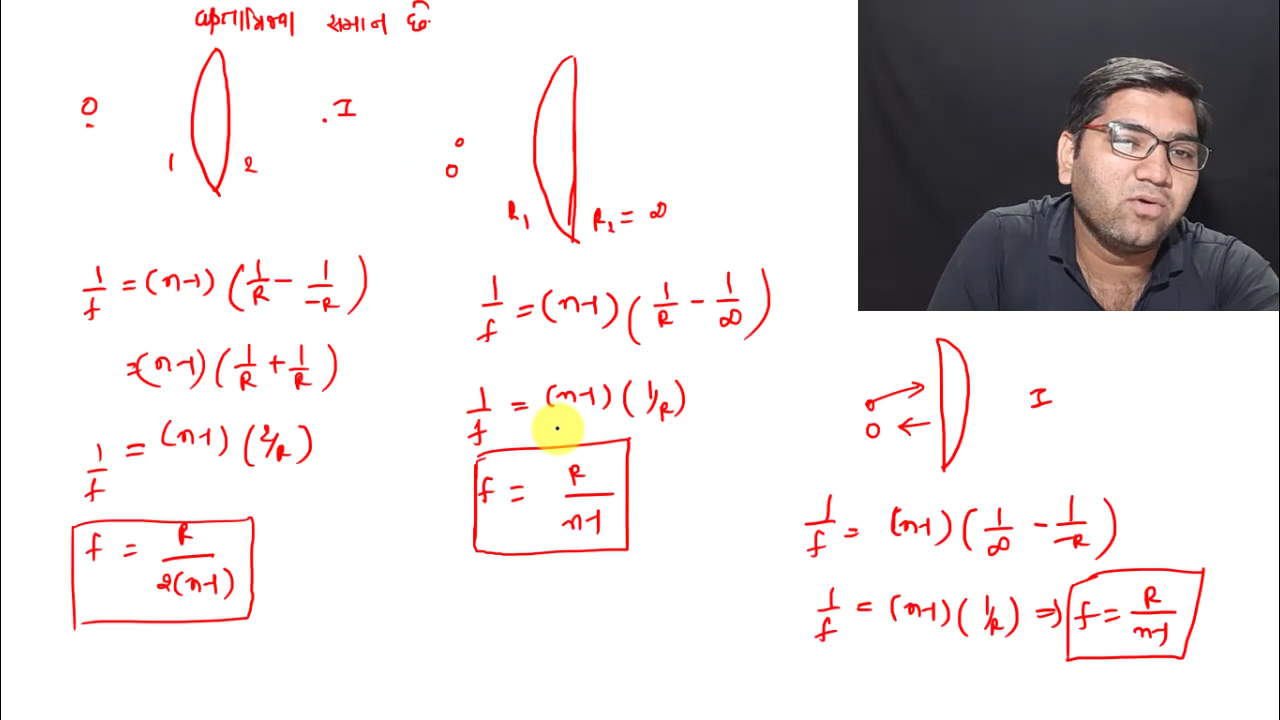 વક્રતાત્રિજ્યા સમાન છે.
O
1
2
. I
O
R₁
R₂ = ∞
1/f = (n-1) (1/R - 1/-R)
= (n-1) (1/R + 1/R)
1/f = (n-1) (2/R)
f = R/2(n-1)
1/f = (n-1) (1/R - 1/∞)
1/f = (n-1) (1/R)
f = R/n-1
O
I
1/f = (n-1) (1/∞ - 1/-R)
1/f = (n-1) (1/R) ⇒ f = R/n-1